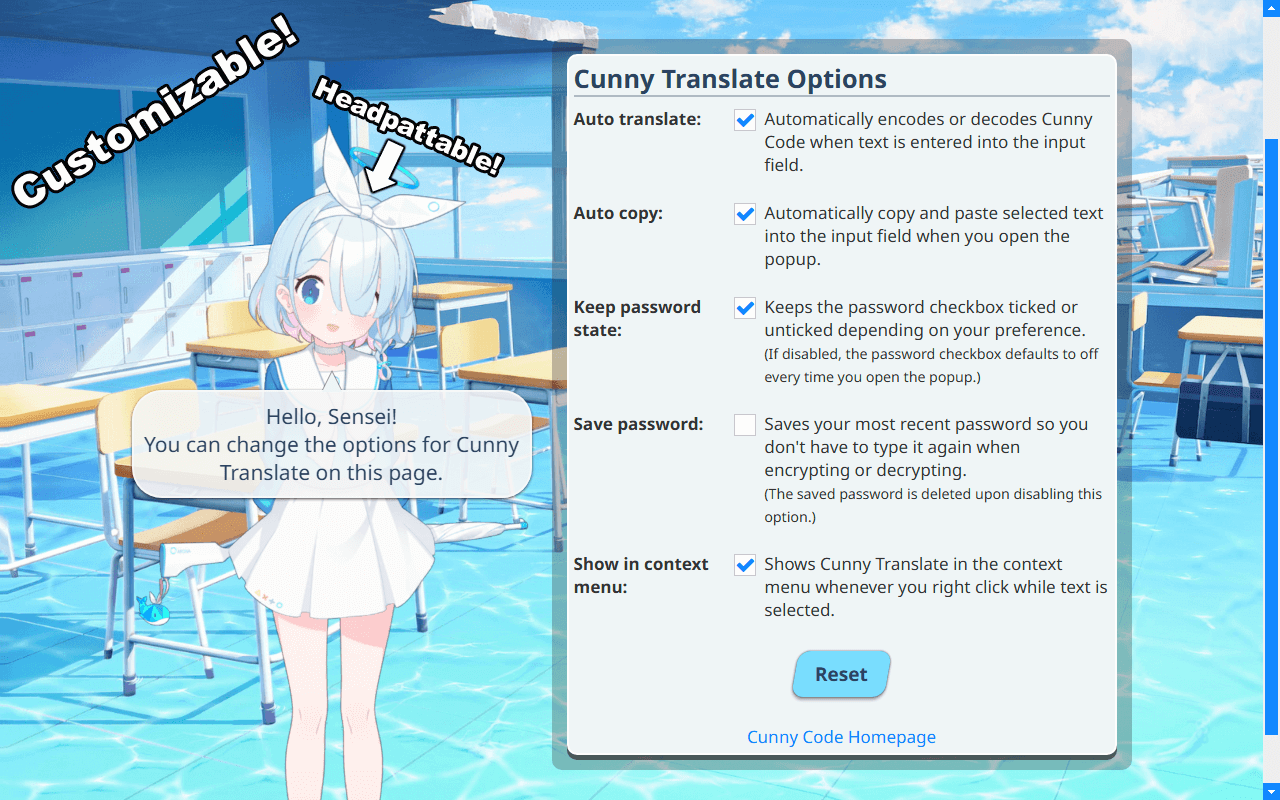 Customizable!
Headpattable!
Hello, Sensei!
You can change the options for Cunny
Translate on this page.
Cunny Translate Options
Auto translate:
Automatically encodes or decodes Cunny
Code when text is entered into the input
field.
Auto copy:
Automatically copy and paste selected text
into the input field when you open the
popup.
Keep password
state:
Keeps the password checkbox ticked or
unticked depending on your preference.
(If disabled, the password checkbox defaults to off
every time you open the popup.)
Save password:
Saves your most recent password so you
don't have to type it again when
encrypting or decrypting.
(The saved password is deleted upon disabling this
option.)
Show in context
menu:
Shows Cunny Translate in the context
menu whenever you right click while text is
selected.
Reset
Cunny Code Homepage